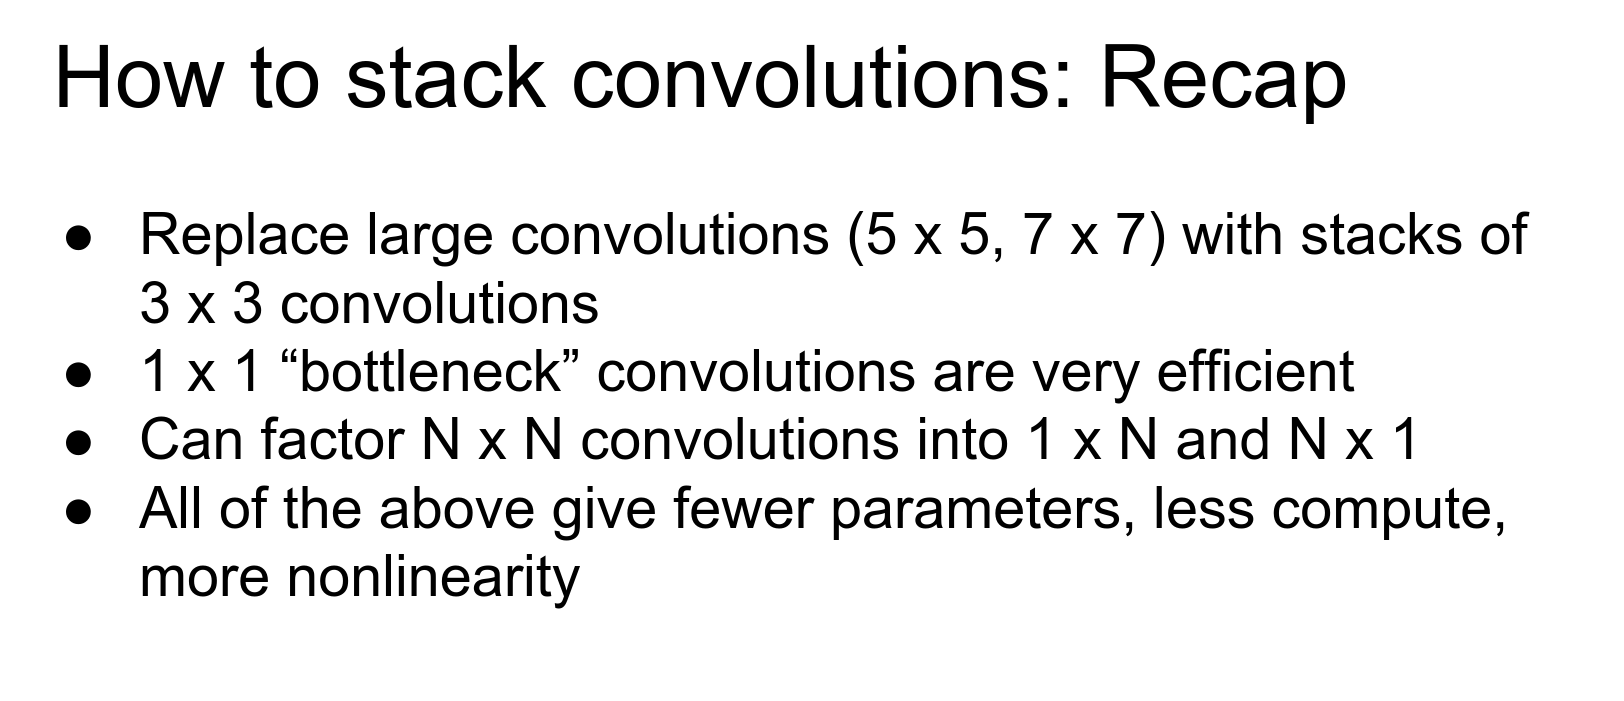 How to stack convolutions: Recap
● Replace large convolutions (5 x 5, 7 x 7) with stacks of
3 x 3 convolutions
● 1 x 1 “bottleneck” convolutions are very efficient
● Can factor N x N convolutions into 1 x N and N x 1
● All of the above give fewer parameters, less compute,
more nonlinearity